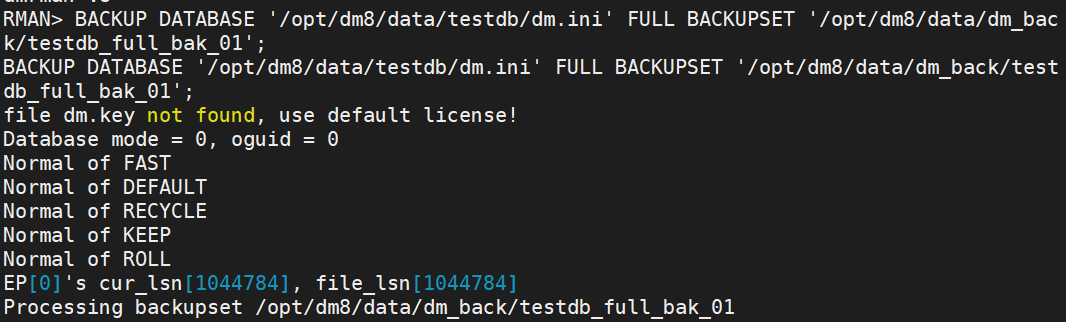 RMAN> BACKUP DATABASE '/opt/dm8/data/testdb/dm.ini' FULL BACKUPSET '/opt/dm8/data/dm_bac
k/testdb_full_bak_01';
BACKUP DATABASE '/opt/dm8/data/testdb/dm.ini' FULL BACKUPSET '/opt/dm8/data/dm_back/test
db_full_bak_01';
file dm.key not found, use default license!
Database mode = 0, oguid = 0
Normal of FAST
Normal of DEFAULT
Normal of RECYCLE
Normal of KEEP
Normal of ROLL
EP[0]'s cur_lsn[1044784], file_lsn[1044784]
Processing backupset /opt/dm8/data/dm_back/testdb_full_bak_01